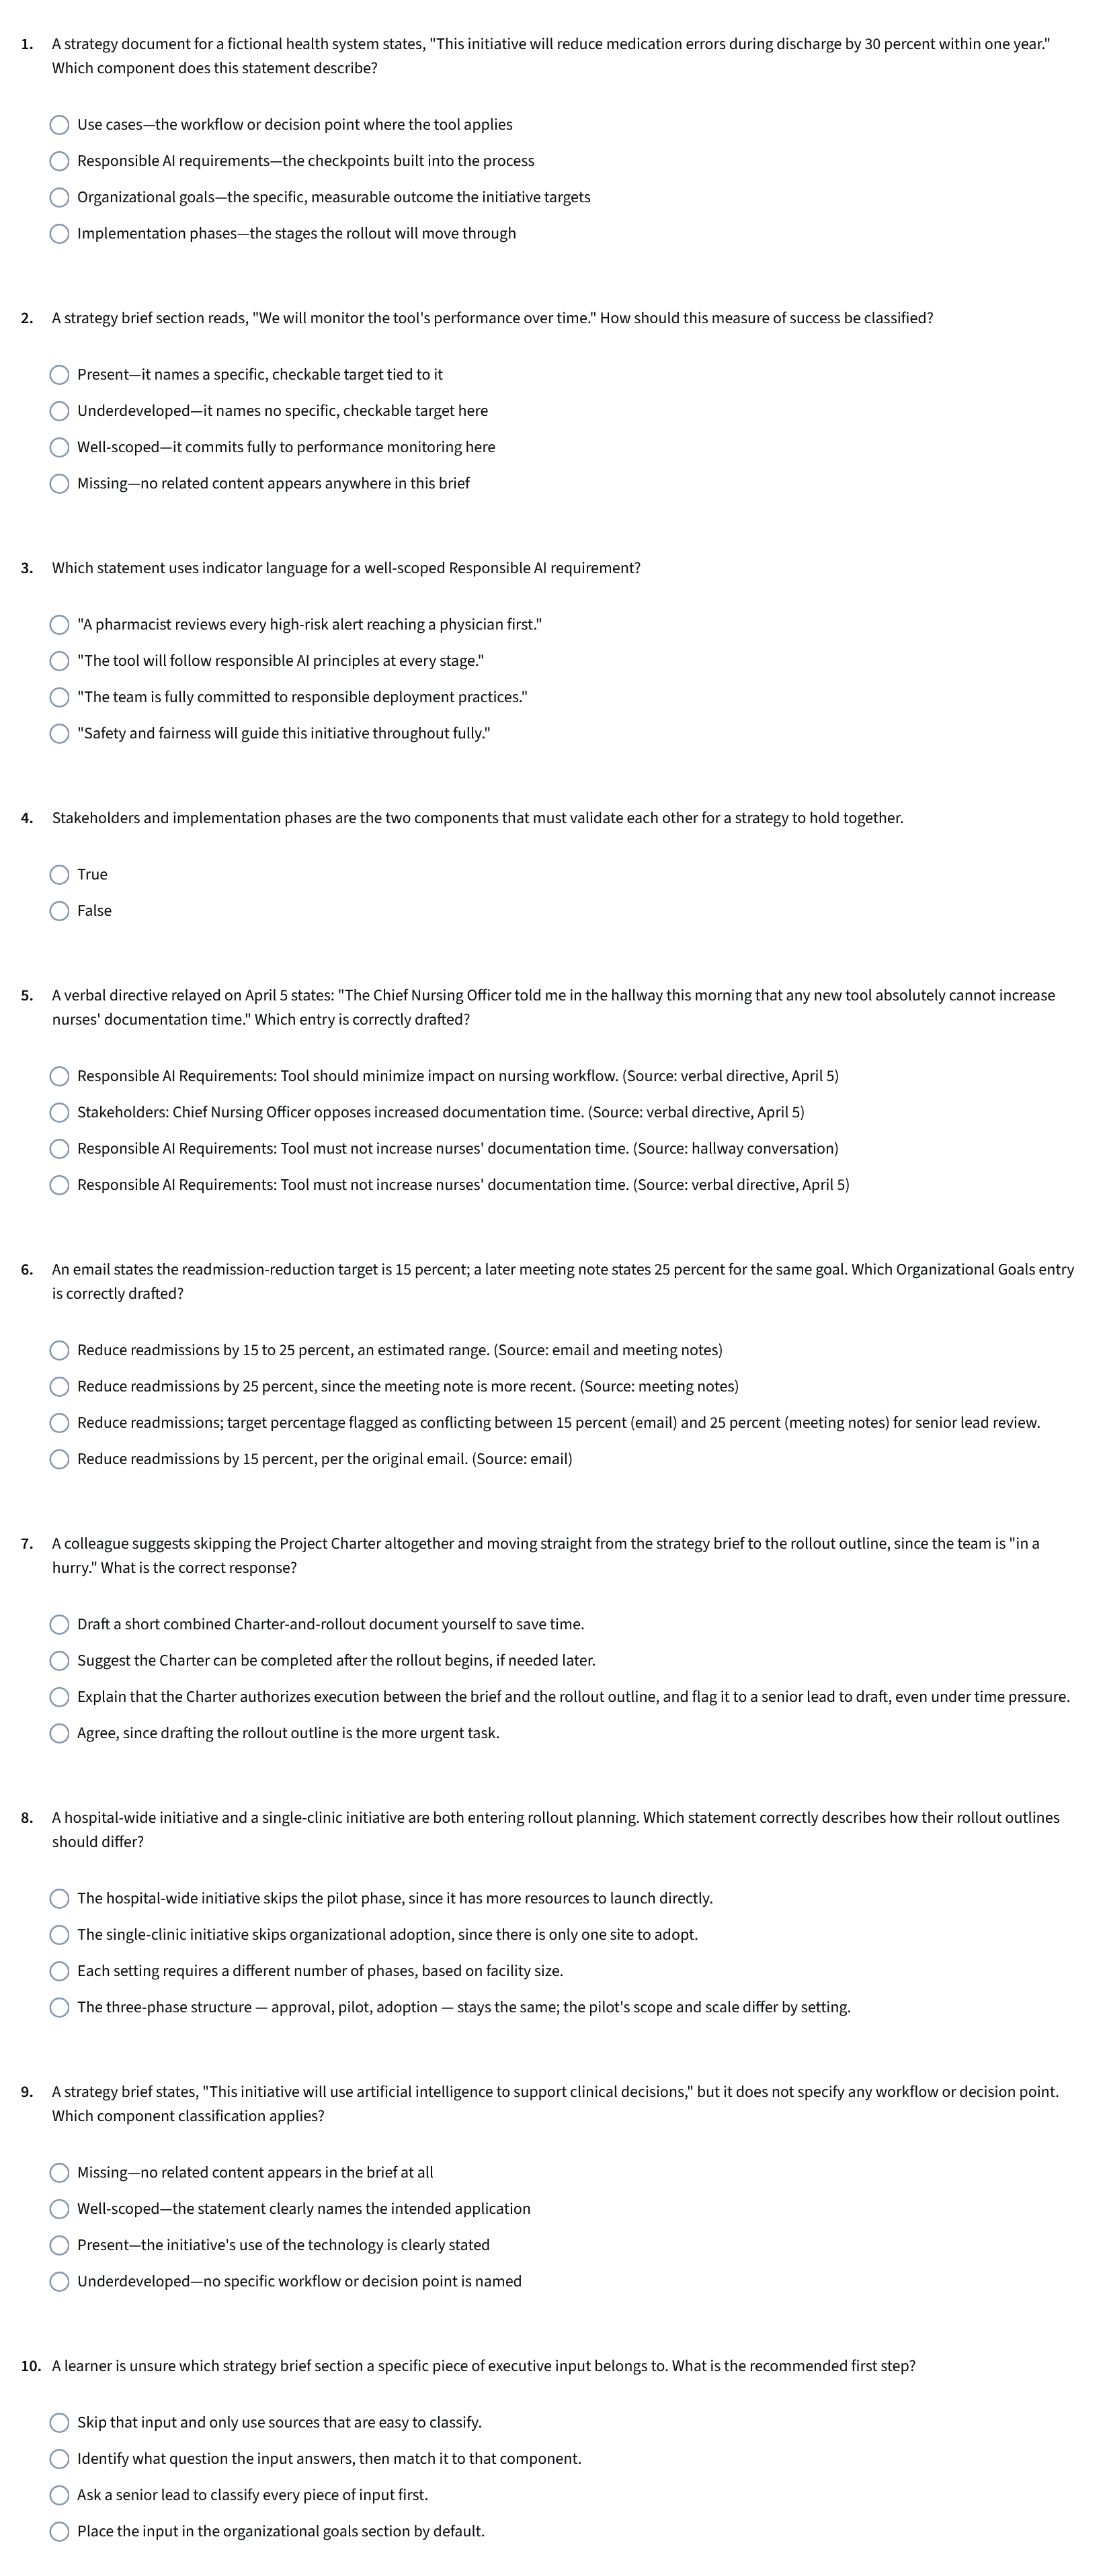 1. A strategy document for a fictional health system states, "This initiative will reduce medication errors during discharge by 30 percent within one year."
Which component does this statement describe?
Use cases—the workflow or decision point where the tool applies
Responsible AI requirements—the checkpoints built into the process
Organizational goals—the specific, measurable outcome the initiative targets
Implementation phases—the stages the rollout will move through
2. A strategy brief section reads, "We will monitor the tool's performance over time." How should this measure of success be classified?
Present—it names a specific, checkable target tied to it
Underdeveloped—it names no specific, checkable target here
Well-scoped—it commits fully to performance monitoring here
Missing—no related content appears anywhere in this brief
3. Which statement uses indicator language for a well-scoped Responsible AI requirement?
"A pharmacist reviews every high-risk alert reaching a physician first."
"The tool will follow responsible AI principles at every stage."
"The team is fully committed to responsible deployment practices."
"Safety and fairness will guide this initiative throughout fully."
4. Stakeholders and implementation phases are the two components that must validate each other for a strategy to hold together.
True
False
5. A verbal directive relayed on April 5 states: "The Chief Nursing Officer told me in the hallway this morning that any new tool absolutely cannot increase
nurses' documentation time." Which entry is correctly drafted?
Responsible AI Requirements: Tool should minimize impact on nursing workflow. (Source: verbal directive, April 5)
Stakeholders: Chief Nursing Officer opposes increased documentation time. (Source: verbal directive, April 5)
Responsible AI Requirements: Tool must not increase nurses' documentation time. (Source: hallway conversation)
Responsible AI Requirements: Tool must not increase nurses' documentation time. (Source: verbal directive, April 5)
6. An email states the readmission-reduction target is 15 percent; a later meeting note states 25 percent for the same goal. Which Organizational Goals entry
is correctly drafted?
Reduce readmissions by 15 to 25 percent, an estimated range. (Source: email and meeting notes)
Reduce readmissions by 25 percent, since the meeting note is more recent. (Source: meeting notes)
Reduce readmissions; target percentage flagged as conflicting between 15 percent (email) and 25 percent (meeting notes) for senior lead review.
Reduce readmissions by 15 percent, per the original email. (Source: email)
7. A colleague suggests skipping the Project Charter altogether and moving straight from the strategy brief to the rollout outline, since the team is "in a
hurry." What is the correct response?
Draft a short combined Charter-and-rollout document yourself to save time.
Suggest the Charter can be completed after the rollout begins, if needed later.
Explain that the Charter authorizes execution between the brief and the rollout outline, and flag it to a senior lead to draft, even under time pressure.
Agree, since drafting the rollout outline is the more urgent task.
8. A hospital-wide initiative and a single-clinic initiative are both entering rollout planning. Which statement correctly describes how their rollout outlines
should differ?
The hospital-wide initiative skips the pilot phase, since it has more resources to launch directly.
The single-clinic initiative skips organizational adoption, since there is only one site to adopt.
Each setting requires a different number of phases, based on facility size.
The three-phase structure — approval, pilot, adoption — stays the same; the pilot's scope and scale differ by setting.
9. A strategy brief states, "This initiative will use artificial intelligence to support clinical decisions," but it does not specify any workflow or decision point.
Which component classification applies?
Missing—no related content appears in the brief at all
Well-scoped—the statement clearly names the intended application
Present—the initiative's use of the technology is clearly stated
Underdeveloped—no specific workflow or decision point is named
10. A learner is unsure which strategy brief section a specific piece of executive input belongs to. What is the recommended first step?
Skip that input and only use sources that are easy to classify.
Identify what question the input answers, then match it to that component.
Ask a senior lead to classify every piece of input first.
Place the input in the organizational goals section by default.